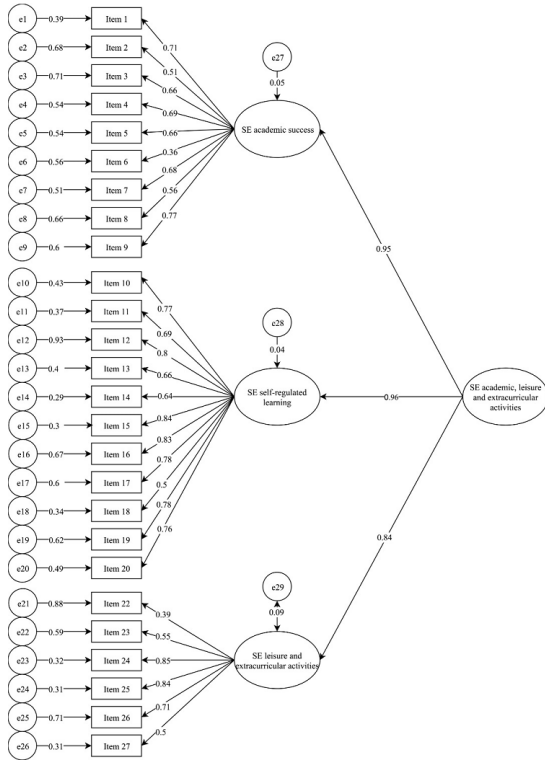 e1 0.39 Item 1
e2 0.68 Item 2
e3 0.71 Item 3
e4 0.54 Item 4
e5 0.54 Item 5
e6 0.56 Item 6
e7 0.51 Item 7
e8 0.66 Item 8
e9 0.6 Item 9
0.71
0.51
0.66
0.69
0.66
0.36
0.68
0.56
0.77
e27
0.05
SE academic success
0.95
e10 0.43 Item 10
e11 0.37 Item 11
e12 0.93 Item 12
e13 0.4 Item 13
e14 0.29 Item 14
e15 0.3 Item 15
e16 0.67 Item 16
e17 0.6 Item 17
e18 0.34 Item 18
e19 0.62 Item 19
e20 0.49 Item 20
0.77
0.69
0.8
0.66
0.64
0.84
0.83
0.78
0.5
0.78
0.76
e28
0.04
SE self-regulated
learning
0.96
SE academic, leisure
and extracurricular
activities
0.84
e21 0.88 Item 22
e22 0.59 Item 23
e23 0.32 Item 24
e24 0.31 Item 25
e25 0.71 Item 26
e26 0.31 Item 27
0.39
0.55
0.85
0.84
0.71
0.5
e29
0.09
SE leisure and
extracurricular activities